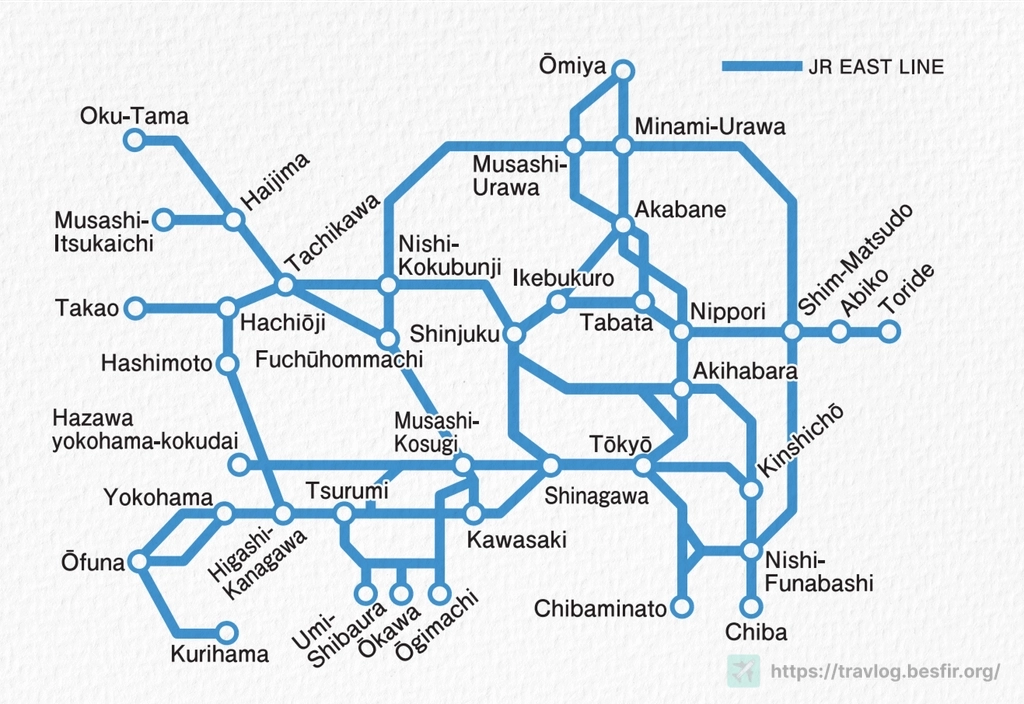 Ōmiya
JR EAST LINE
Oku-Tama
Minami-Urawa
Musashi-
Urawa
Haijima
Musashi-
Itsukaichi
Tachikawa
Akabane
Nishi-
Kokubunji
Shim-Matsudo
Abiko
Toride
Ikebukuro
Takao
Hachiōji
Shinjuku
Tabata
Nippori
Hashimoto
Fuchūhommachi
Akihabara
Hazawa
yokohama-kokudai
Musashi-
Kosugi
Tōkyō
Kinshichō
Yokohama
Tsurumi
Shinagawa
Higashi-
Kanagawa
Kawasaki
Ōfuna
Nishi-
Funabashi
Umi-
Shibaura
Ōkawa
Ōgimachi
Chibaminato
Chiba
Kurihama
https://travlog.besfir.org/